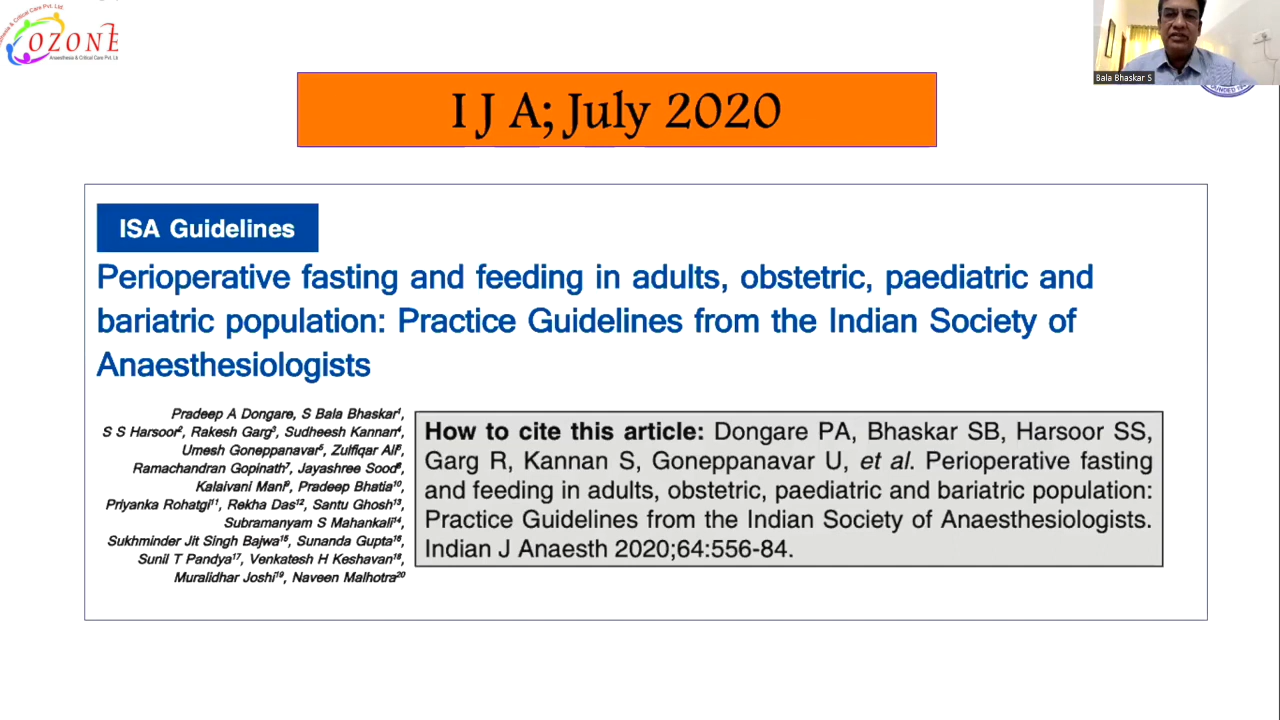 OZONE
Anaesthesia & Critical Care Pvt. Lt
Bala Bhaskar S
I J A; July 2020
ISA Guidelines
Perioperative fasting and feeding in adults, obstetric, paediatric and
bariatric population: Practice Guidelines from the Indian Society of
Anaesthesiologists
Pradeep A Dongare, S Bala Bhaskar¹,
S S Harsoor², Rakesh Garg³, Sudheesh Kannan⁴,
Umesh Goneppanavar⁵, Zulfiqar Ali⁶,
Ramachandran Gopinath⁷, Jayashree Sood⁸,
Kalaivani Mani⁹, Pradeep Bhatia¹⁰,
Priyanka Rohatgi¹¹, Rekha Das¹², Santu Ghosh¹³,
Subramanyam S Mahankali¹⁴,
Sukhminder Jit Singh Bajwa¹⁵, Sunanda Gupta¹⁶,
Sunil T Pandya¹⁷, Venkatesh H Keshavan¹⁸,
Muralidhar Joshi¹⁹, Naveen Malhotra²⁰
How to cite this article: Dongare PA, Bhaskar SB, Harsoor SS,
Garg R, Kannan S, Goneppanavar U, et al. Perioperative fasting
and feeding in adults, obstetric, paediatric and bariatric population:
Practice Guidelines from the Indian Society of Anaesthesiologists.
Indian J Anaesth 2020;64:556-84.